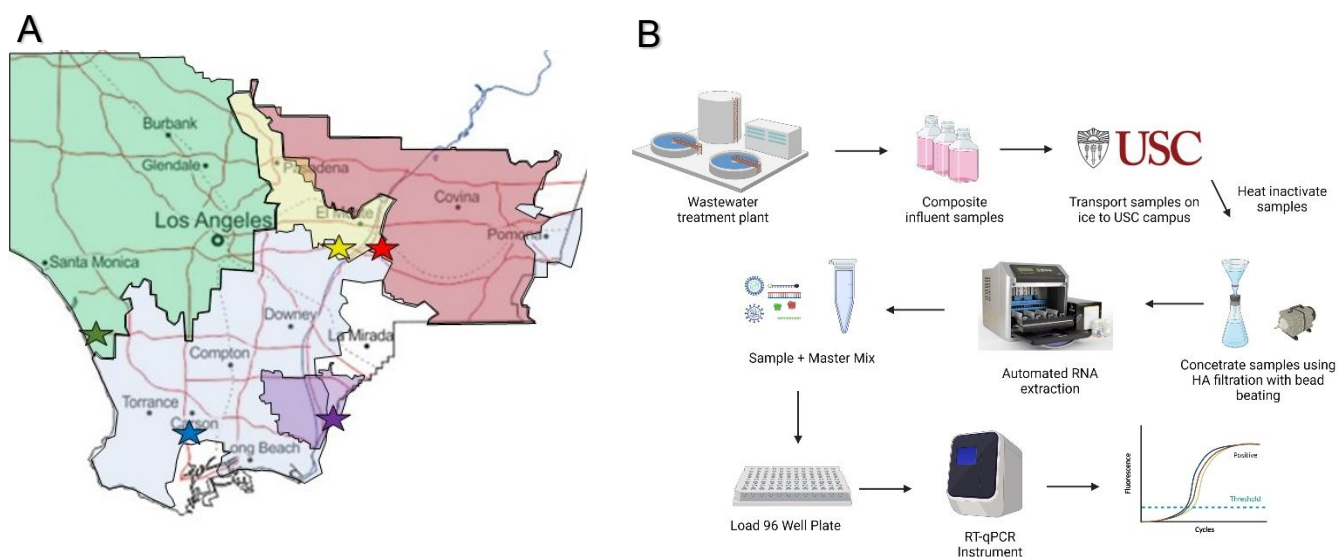 A
Burbank
Glendale
Pasadena
Los Angeles
El Monte
Covina
Pomona
Santa Monica
Downey
La Mirada
Compton
Torrance
Carson
Long Beach
B
Wastewater
treatment plant
Composite
influent samples
USC
Transport samples on
ice to USC campus
Heat inactivate
samples
Concetrate samples using
HA filtration with bead
beating
Automated RNA
extraction
Sample + Master Mix
Load 96 Well Plate
RT-qPCR
Instrument
Fluorescence
Positive
Threshold
Cycles